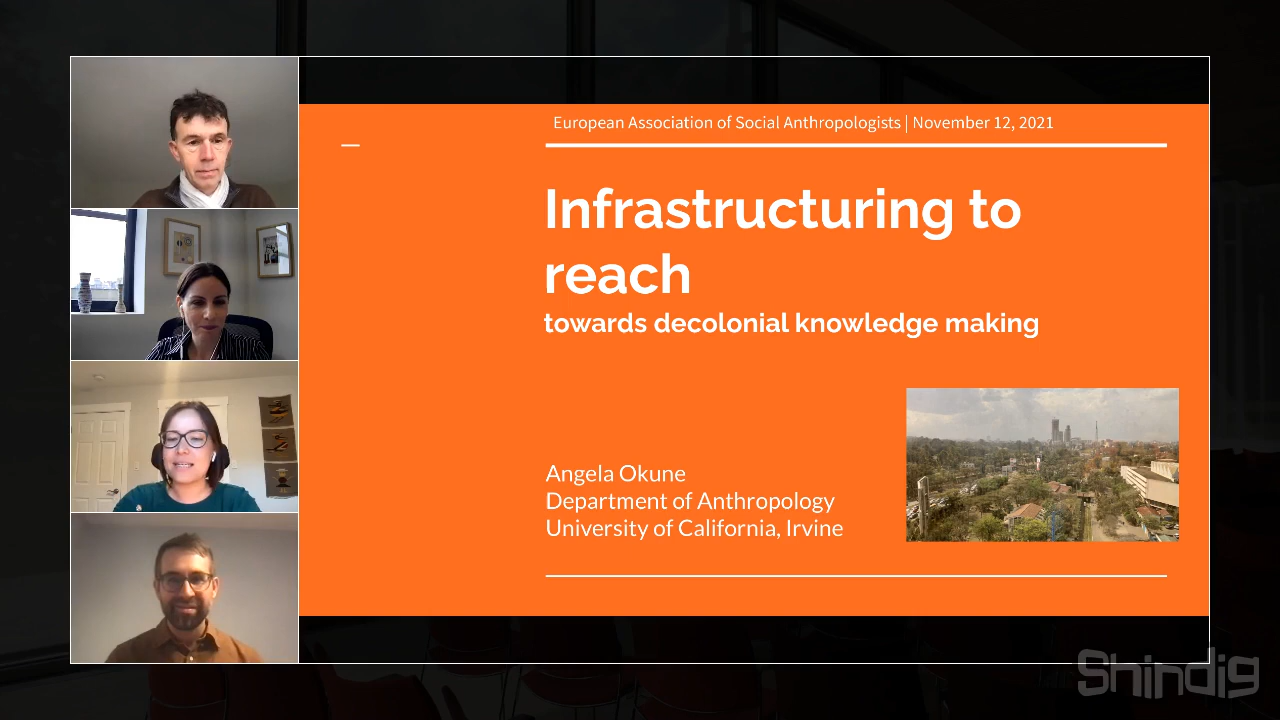 European Association of Social Anthropologists | November 12, 2021
Infrastructuring to
reach
towards decolonial knowledge making
Angela Okune
Department of Anthropology
University of California, Irvine
Shindig